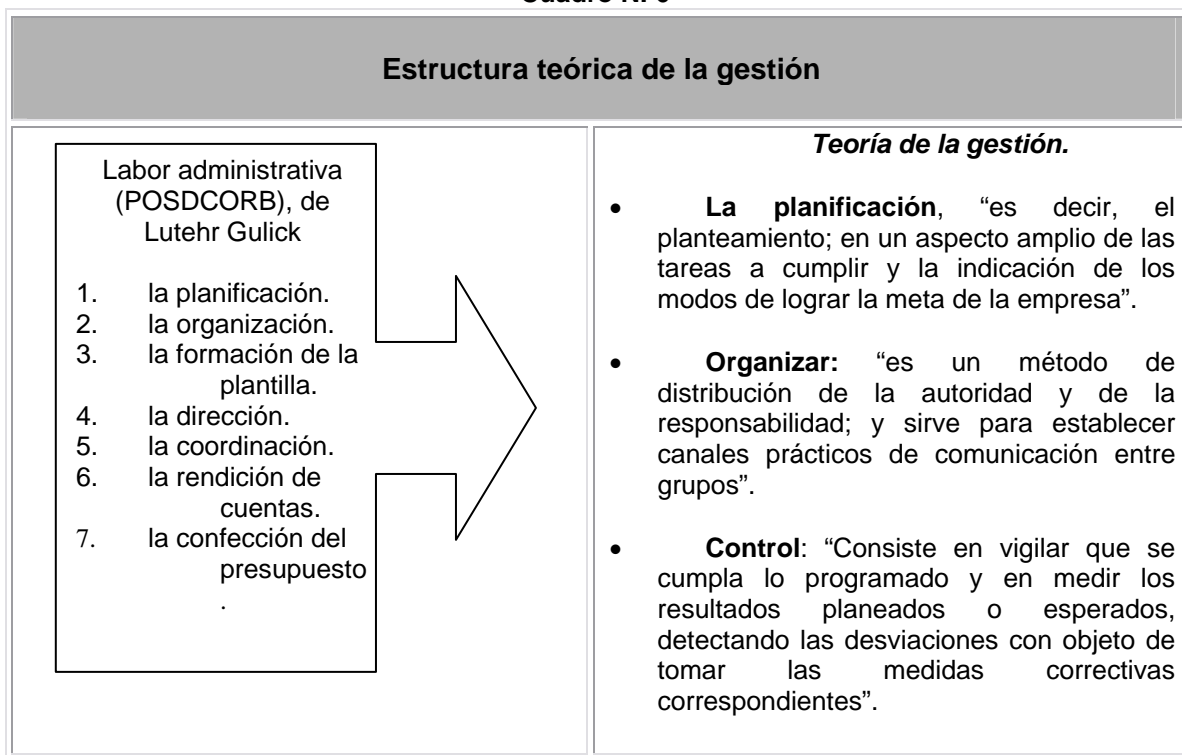 Estructura teórica de la gestión
Labor administrativa
(POSDCORB), de
Lutehr Gulick
1. la planificación.
2. la organización.
3. la formación de la
plantilla.
4. la dirección.
5. la coordinación.
6. la rendición de
cuentas.
7. la confección del
presupuesto
.
Teoría de la gestión.
• La planificación, “es decir, el
planteamiento; en un aspecto amplio de las
tareas a cumplir y la indicación de los
modos de lograr la meta de la empresa”.
• Organizar: “es un método de
distribución de la autoridad y de la
responsabilidad; y sirve para establecer
canales prácticos de comunicación entre
grupos”.
• Control: “Consiste en vigilar que se
cumpla lo programado y en medir los
resultados planeados o esperados,
detectando las desviaciones con objeto de
tomar las medidas correctivas
correspondientes”.